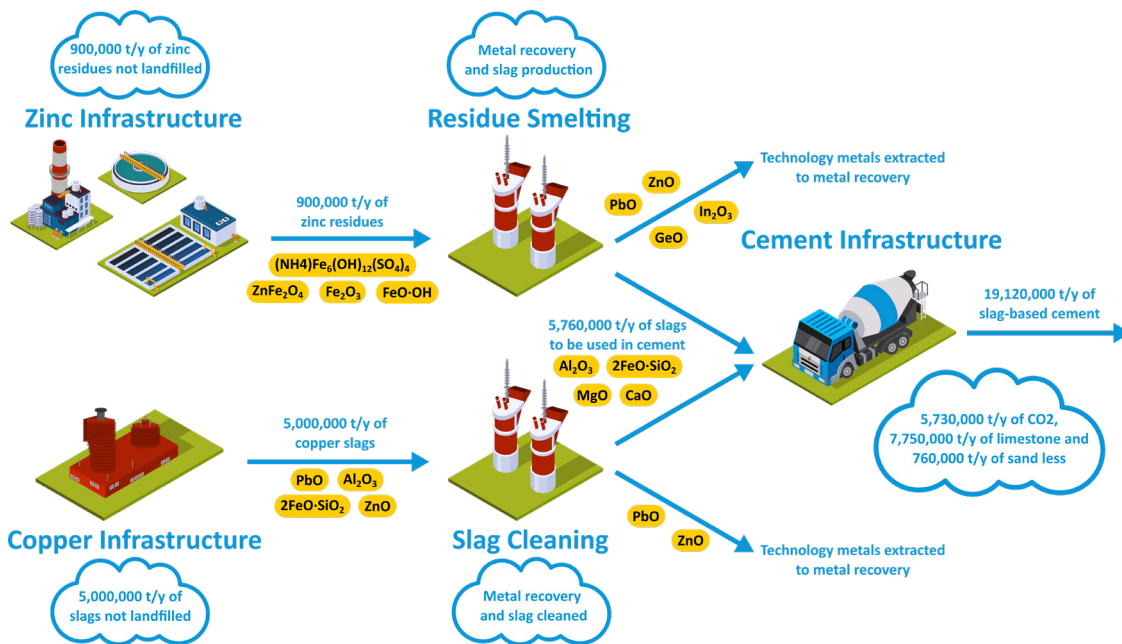 900,000 t/y of zinc
residues not landfilled
Zinc Infrastructure
Metal recovery
and slag production
Residue Smelting
900,000 t/y of
zinc residues
(NH4)Fe₆(OH)₁₂(SO₄)₄
ZnFe₂O₄
Fe₂O₃
FeO·OH
ZnO
PbO
In₂O₃
GeO
Technology metals extracted
to metal recovery
Cement Infrastructure
5,760,000 t/y of slags
to be used in cement
Al₂O₃
2FeO·SiO₂
MgO
CaO
19,120,000 t/y of
slag-based cement
5,730,000 t/y of CO2,
7,750,000 t/y of limestone and
760,000 t/y of sand less
5,000,000 t/y of
copper slags
PbO
Al₂O₃
2FeO·SiO₂
ZnO
Copper Infrastructure
5,000,000 t/y of
slags not landfilled
Slag Cleaning
Metal recovery
and slag cleaned
PbO
ZnO
Technology metals extracted
to metal recovery